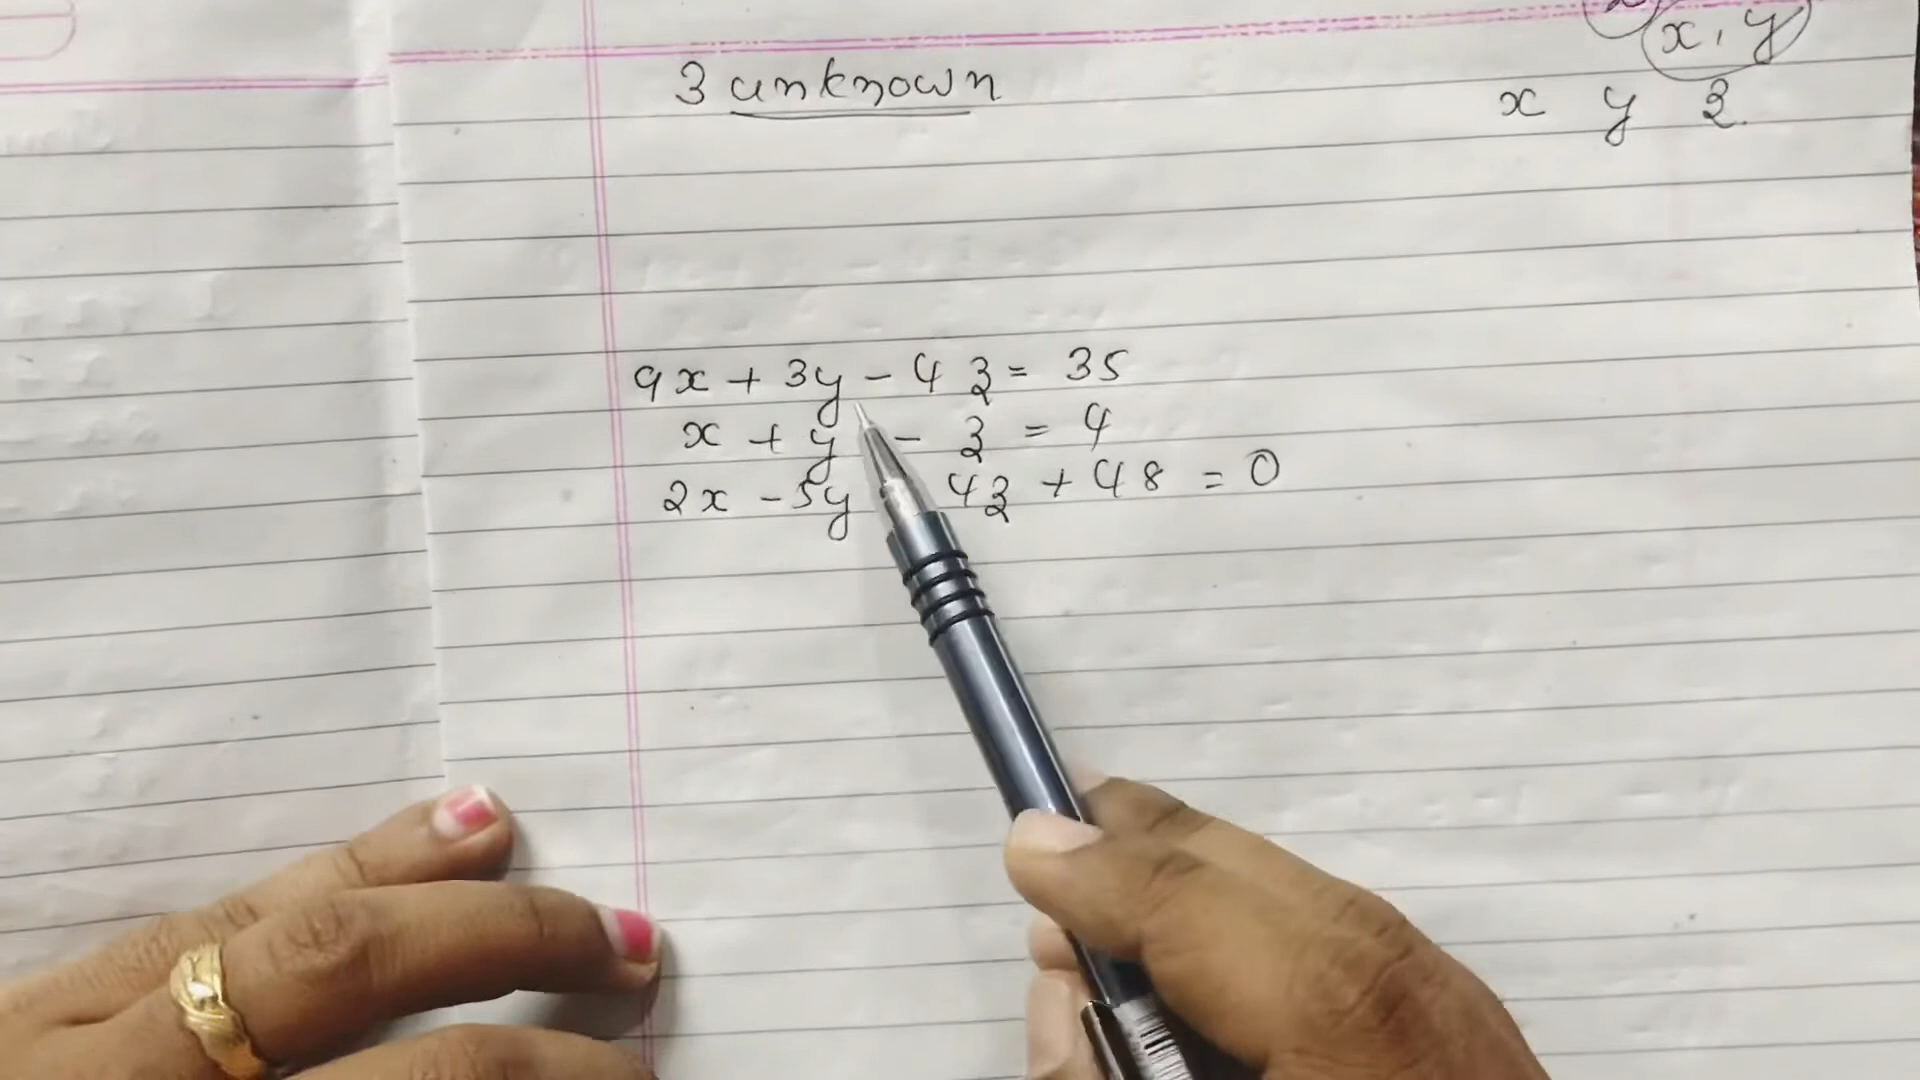 x, y
3 unknown
x y z
9x + 3y - 4z = 35
x + y - z = 4
2x - 5y 4z + 48 = 0